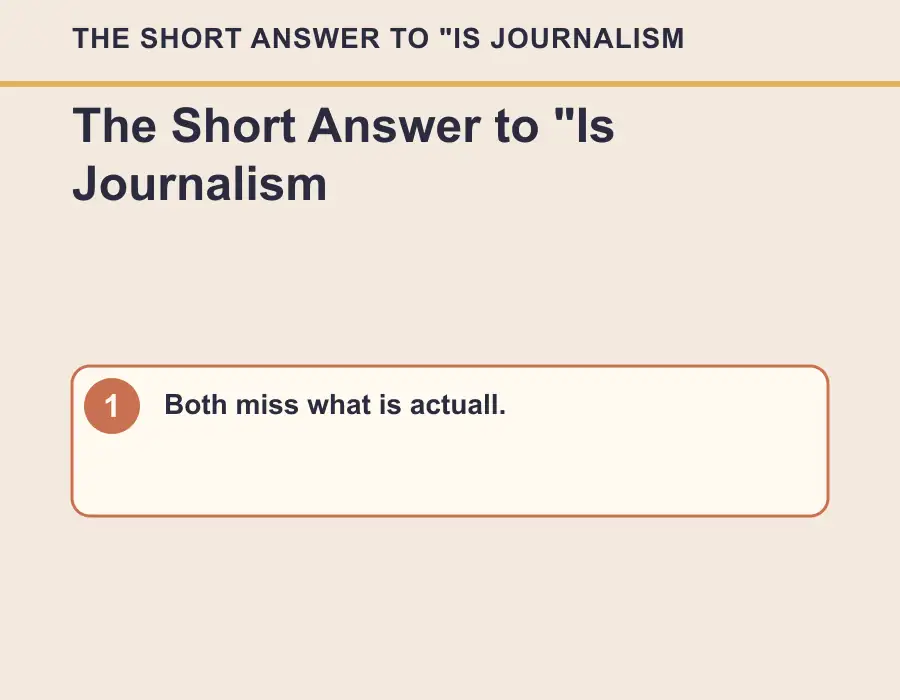 THE SHORT ANSWER TO "IS JOURNALISM
The Short Answer to "Is
Journalism
1 Both miss what is actuall.